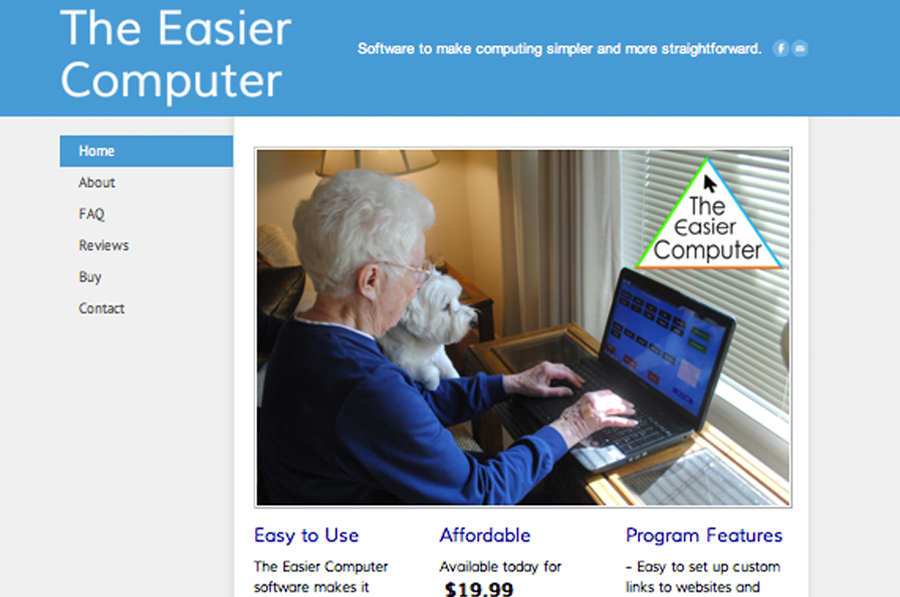 The Easier
Computer
Software to make computing simpler and more straightforward.
Home
About
FAQ
Reviews
Buy
Contact
The
Easier
Computer
Easy to Use
The Easier Computer
software makes it
Affordable
Available today for
$19.99
Program Features
- Easy to set up custom
links to websites and